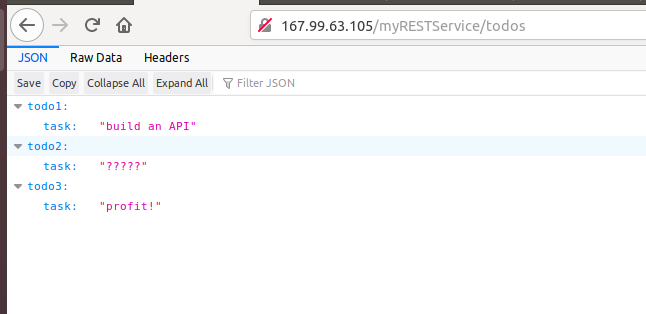 167.99.63.105/myRESTService/todos
JSON Raw Data Headers
Save Copy Collapse All Expand All Filter JSON
todo1:
task: "build an API"
todo2:
task: "?????"
todo3:
task: "profit!"